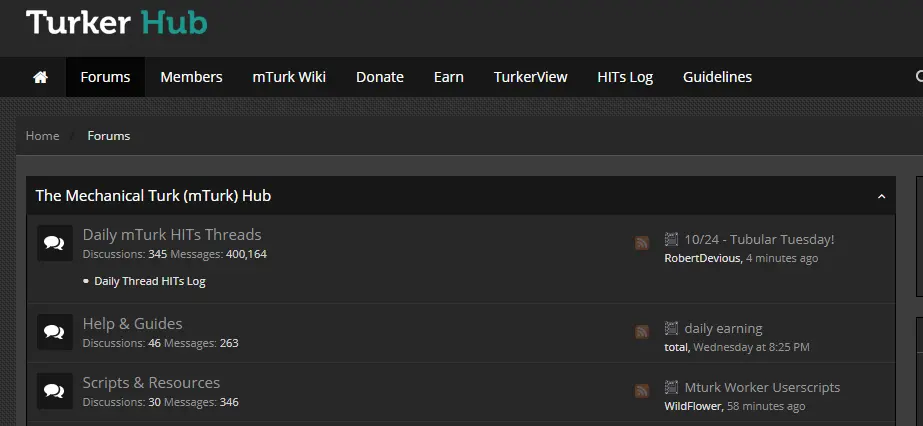 Turker Hub
Forums Members mTurk Wiki Donate Earn TurkerView HITs Log Guidelines
Home / Forums
The Mechanical Turk (mTurk) Hub
Daily mTurk HITs Threads
Discussions: 345 Messages: 400,164
Daily Thread HITs Log
10/24 - Tubular Tuesday!
RobertDevious, 4 minutes ago
Help & Guides
Discussions: 46 Messages: 263
daily earning
total, Wednesday at 8:25 PM
Scripts & Resources
Discussions: 30 Messages: 346
Mturk Worker Userscripts
WildFlower, 58 minutes ago